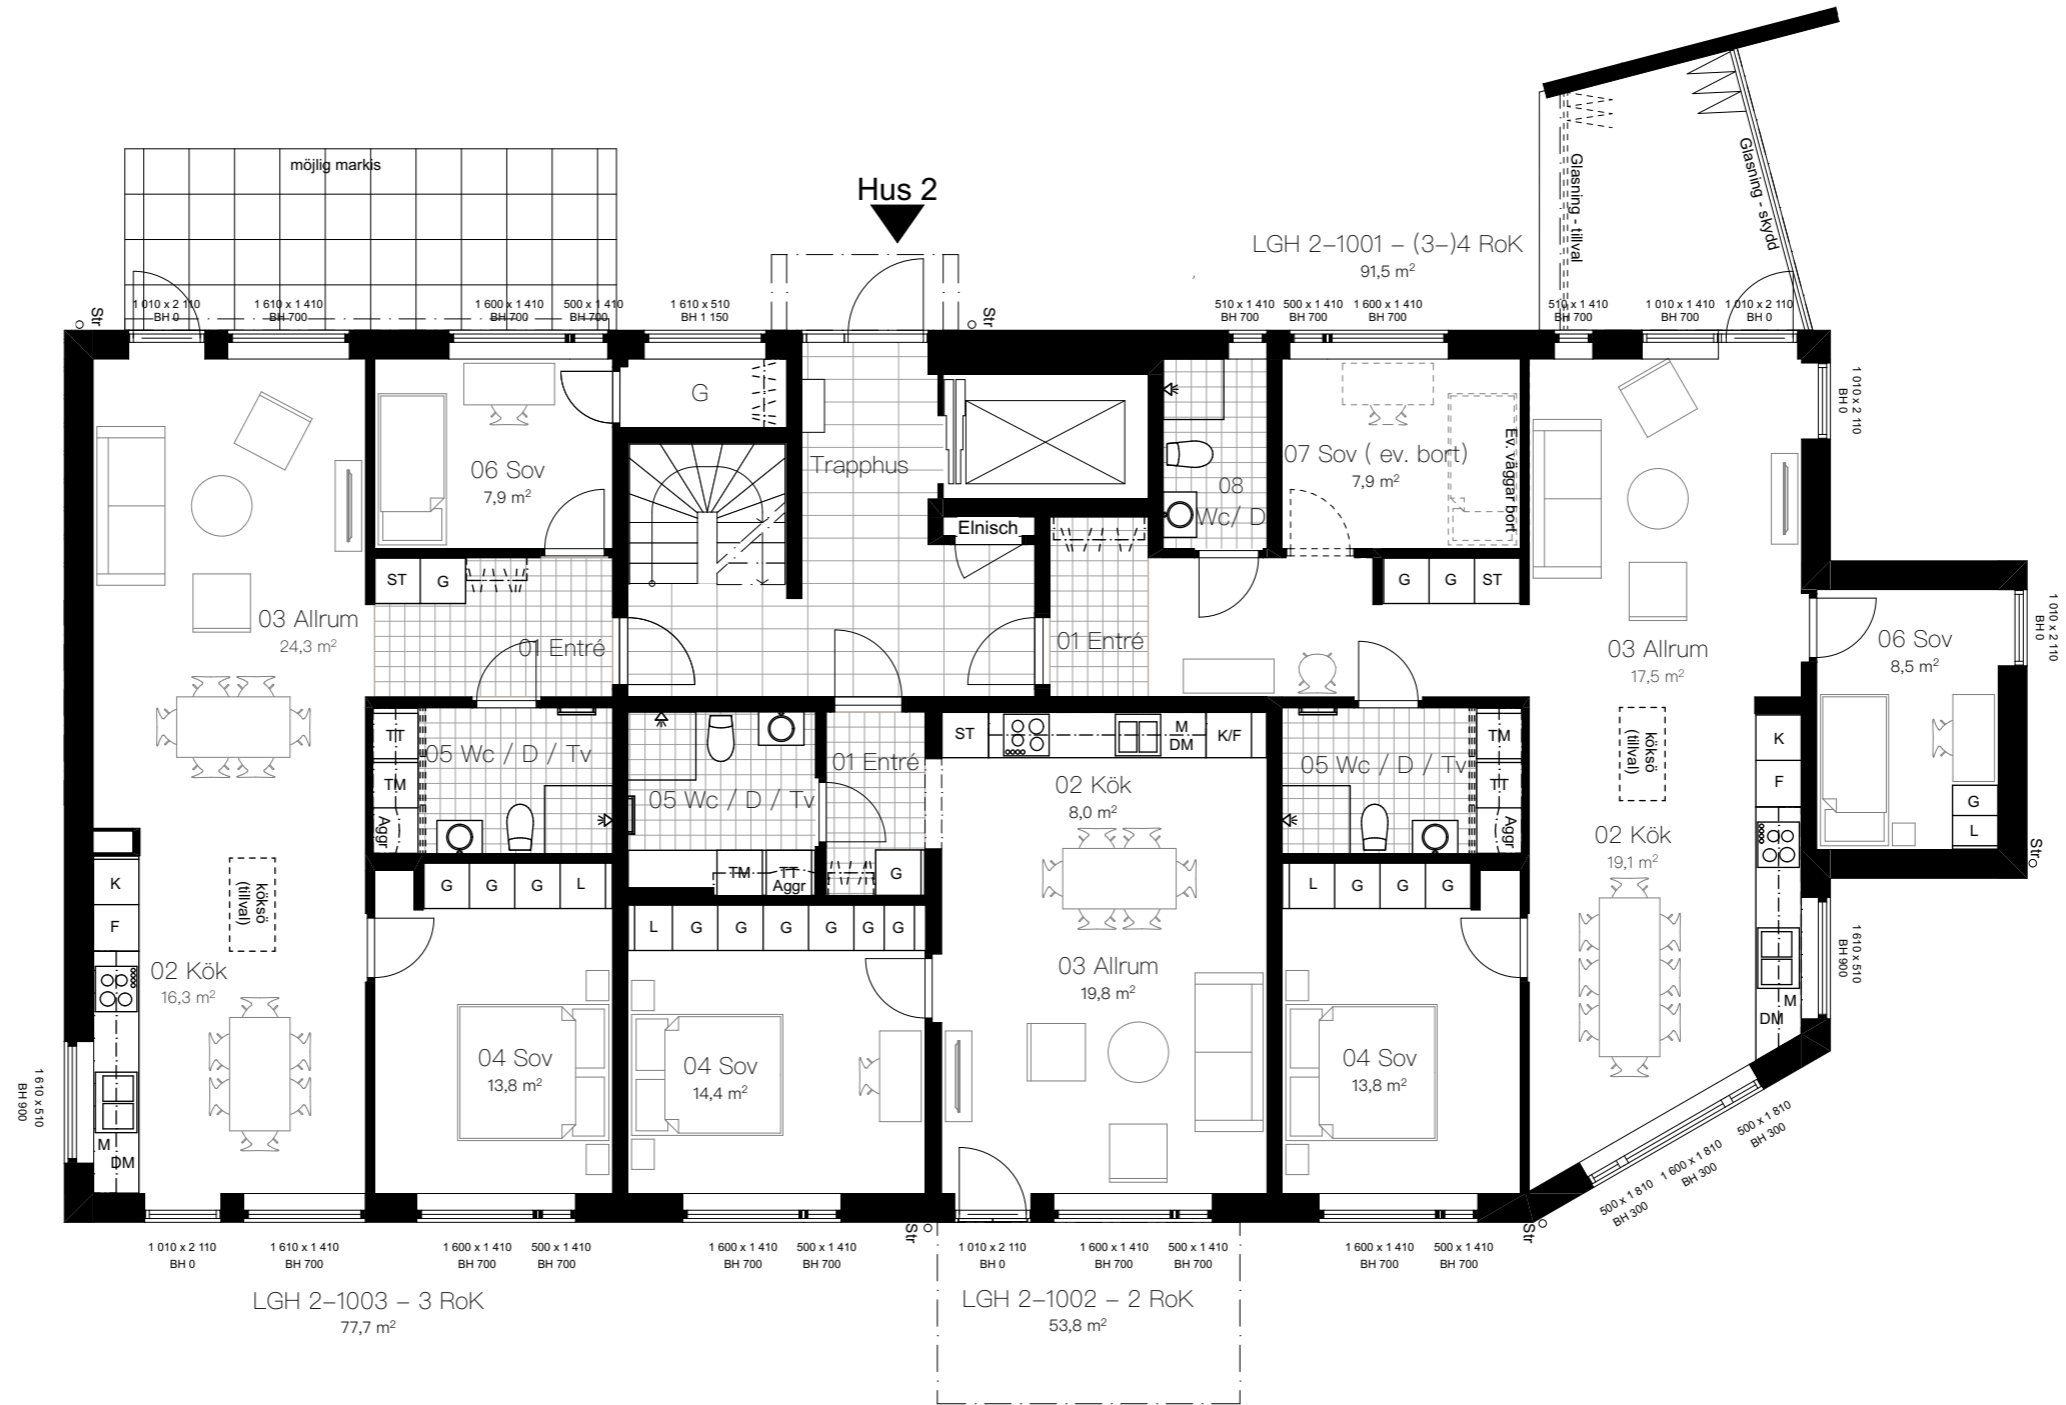 möjlig markis
Hus 2
LGH 2-1001 - (3-)4 RoK
91,5 m²
Glasning - tillval
Glasning - skydd
Str
1 010 x 2 110
BH 0
1 610 x 1 410
BH 700
1 600 x 1 410
BH 700
500 x 1 410
BH 700
1 610 x 510
BH 1 150
Str
510 x 1 410
BH 700
500 x 1 410
BH 700
1 600 x 1 410
BH 700
510 x 1 410
BH 700
1 010 x 1 410
BH 700
1 010 x 2 110
BH 0
1 010 x 2 110
BH 0
G
06 Sov
7,9 m²
Trapphus
Elnisch
08
Wc/ D
07 Sov ( ev. bort)
7,9 m²
Ev. väggar bort
ST
G
G
G
ST
03 Allrum
24,3 m²
01 Entré
01 Entré
03 Allrum
17,5 m²
06 Sov
8,5 m²
1 010 x 2 110
BH 0
TT
TM
Aggr
05 Wc / D / Tv
05 Wc / D / Tv
TM
TT
Aggr
01 Entré
G
ST
M
DM
K/F
02 Kök
8,0 m²
05 Wc / D / Tv
TM
TT
Aggr
köksö
(tillval)
K
F
G
L
Str
02 Kök
19,1 m²
K
F
köksö
(tillval)
G
G
G
L
L
G
G
G
G
G
G
L
G
G
G
02 Kök
16,3 m²
03 Allrum
19,8 m²
1 610 x 510
BH 900
M
DM
04 Sov
13,8 m²
04 Sov
14,4 m²
04 Sov
13,8 m²
1 610 x 510
BH 900
M
DM
500 x 1 810
BH 300
1 600 x 1 810
BH 300
500 x 1 810
BH 300
1 010 x 2 110
BH 0
1 610 x 1 410
BH 700
1 600 x 1 410
BH 700
500 x 1 410
BH 700
1 600 x 1 410
BH 700
500 x 1 410
BH 700
Str
1 010 x 2 110
BH 0
1 600 x 1 410
BH 700
500 x 1 410
BH 700
1 600 x 1 410
BH 700
500 x 1 410
BH 700
Str
LGH 2-1003 - 3 RoK
77,7 m²
LGH 2-1002 - 2 RoK
53,8 m²